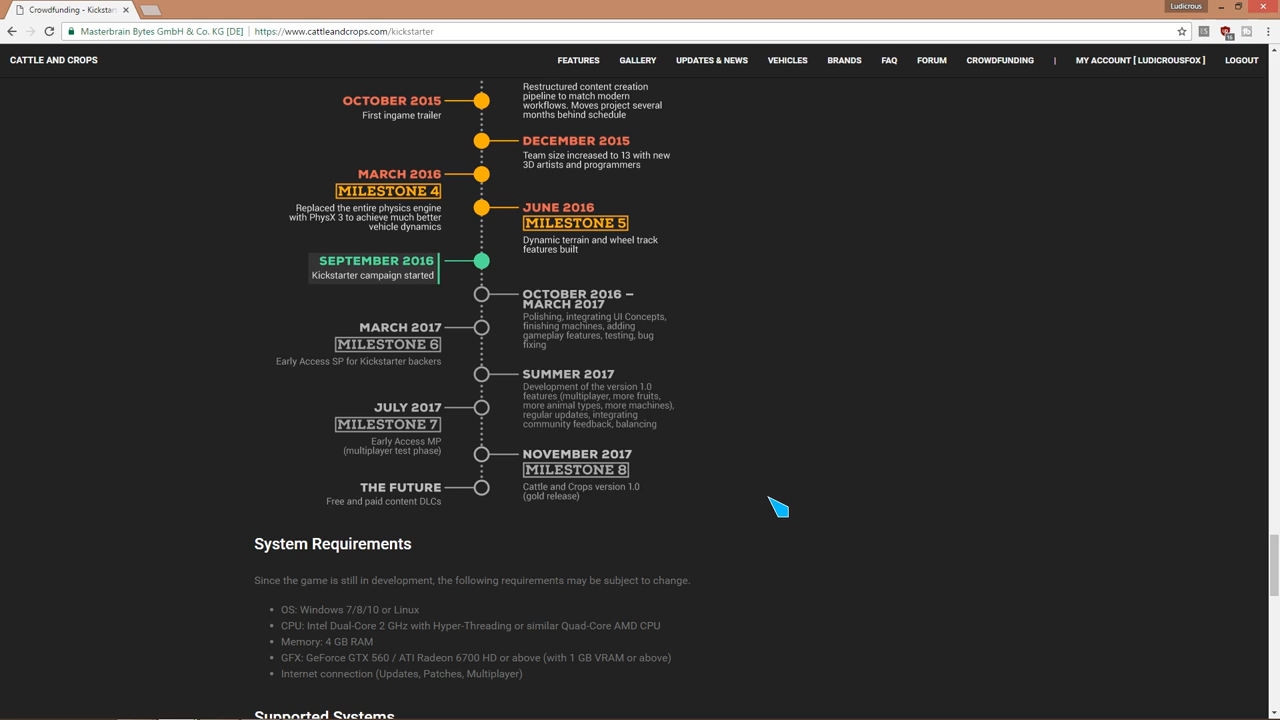 Crowdfunding - Kickstar
Ludicrous
Masterbrain Bytes GmbH & Co. KG [DE]
https://www.cattleandcrops.com/kickstarter
CATTLE AND CROPS
FEATURES
GALLERY
UPDATES & NEWS
VEHICLES
BRANDS
FAQ
FORUM
CROWDFUNDING
|
MY ACCOUNT [ LUDICROUSFOX ]
LOGOUT
Restructured content creation
pipeline to match modern
workflows. Moves project several
months behind schedule
OCTOBER 2015
First ingame trailer
DECEMBER 2015
Team size increased to 13 with new
3D artists and programmers
MARCH 2016
MILESTONE 4
Replaced the entire physics engine
with PhysX 3 to achieve much better
vehicle dynamics
JUNE 2016
MILESTONE 5
Dynamic terrain and wheel track
features built
SEPTEMBER 2016
Kickstarter campaign started
OCTOBER 2016 –
MARCH 2017
Polishing, integrating UI Concepts,
finishing machines, adding
gameplay features, testing, bug
fixing
MARCH 2017
MILESTONE 6
Early Access SP for Kickstarter backers
SUMMER 2017
Development of the version 1.0
features (multiplayer, more fruits,
more animal types, more machines),
regular updates, integrating
community feedback, balancing
JULY 2017
MILESTONE 7
Early Access MP
(multiplayer test phase)
NOVEMBER 2017
MILESTONE 8
Cattle and Crops version 1.0
(gold release)
THE FUTURE
Free and paid content DLCs
System Requirements
Since the game is still in development, the following requirements may be subject to change.
• OS: Windows 7/8/10 or Linux
• CPU: Intel Dual-Core 2 GHz with Hyper-Threading or similar Quad-Core AMD CPU
• Memory: 4 GB RAM
• GFX: GeForce GTX 560 / ATI Radeon 6700 HD or above (with 1 GB VRAM or above)
• Internet connection (Updates, Patches, Multiplayer)
Supported Systems